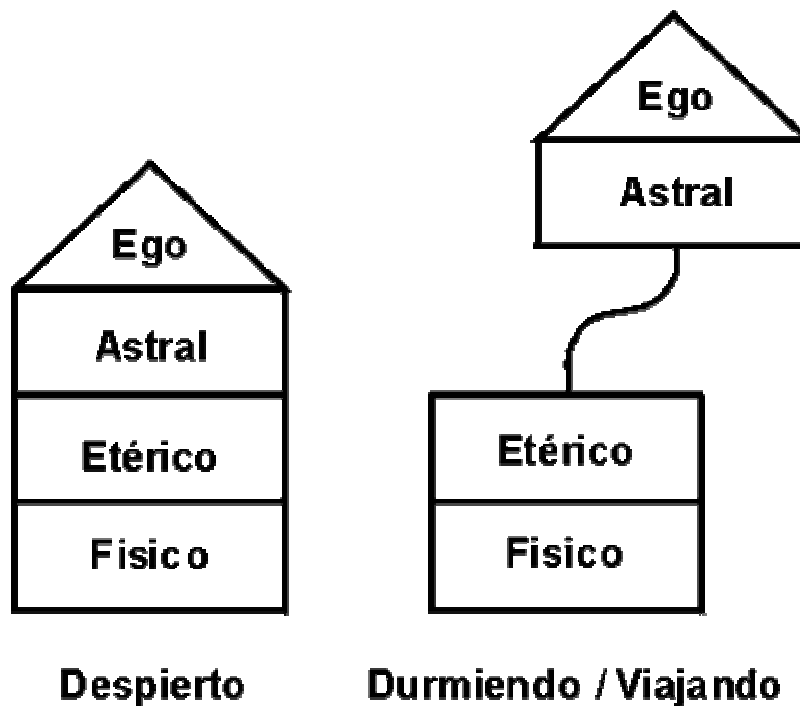 Ego
Astral
Etérico
Fisico
Despierto
Ego
Astral
Etérico
Fisico
Durmiendo / Viajando